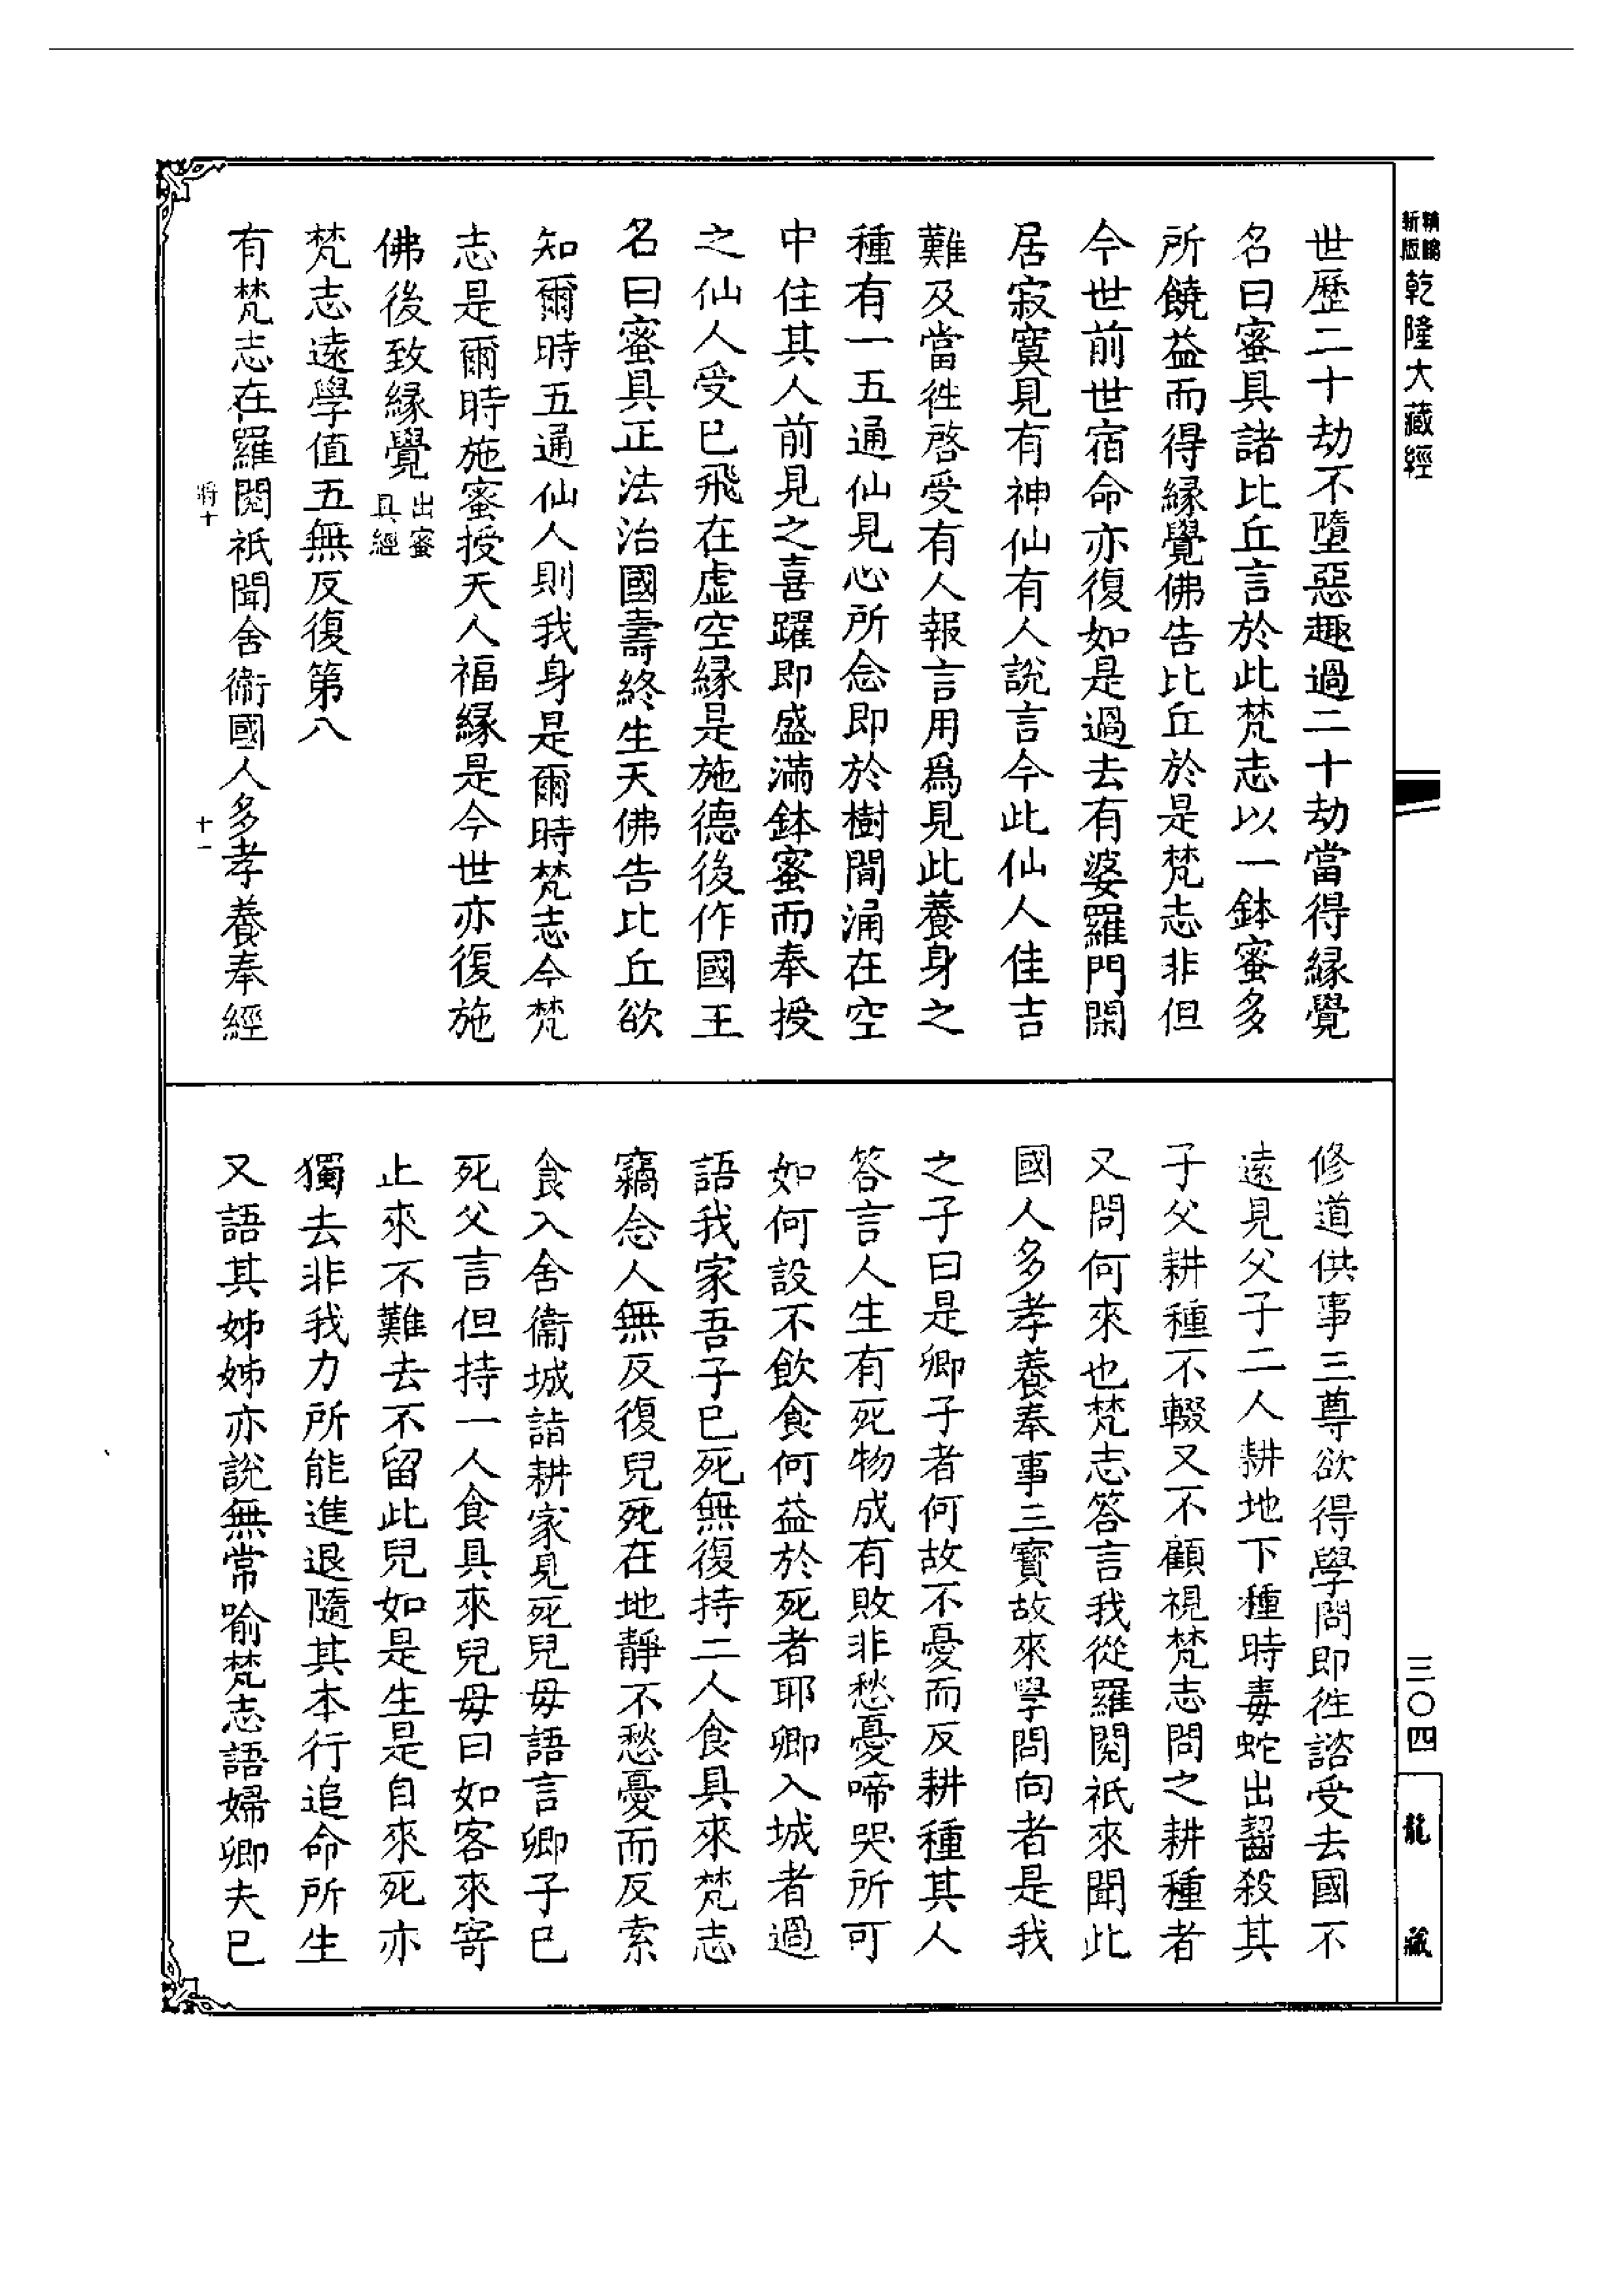 新版
精編
乾隆大藏經
世歷二十劫不墮惡趣過二十劫當得緣覺
名曰蜜具諸比丘言於此梵志以一鉢蜜多
所饒益而得緣覺佛告比丘於是梵志非但
今世前世宿命亦復如是過去有婆羅門閑
居寂寞見有神仙有人說言今此仙人佳吉
難及當徃啓受有人報言用爲見此養身之
種有一五通仙見心所念即於樹間涌在空
中住其人前見之喜躍即盛滿鉢蜜而奉授
之仙人受已飛在虛空緣是施德後作國王
名曰蜜具正法治國壽終生天佛告比丘欲
知爾時五通仙人則我身是爾時梵志今梵
志是爾時施蜜授天人福緣是今世亦復施
佛後致緣覺出蜜具經
梵志遠學值五無反復第八
有梵志在羅閱祇聞舍衞國人多孝養奉經
將十
十一
修道供事三尊欲得學問即徃諮受去國不
遠見父子二人耕地下種時毒蛇出齧殺其
子父耕種不輟又不顧視梵志問之耕種者
又問何來也梵志答言我從羅閱祇來聞此
國人多孝養奉事三寶故來學問向者是我
之子曰是卿子者何故不憂而反耕種其人
答言人生有死物成有敗非愁憂啼哭所可
如何設不飲食何益於死者耶卿入城者過
語我家吾子已死無復持二人食具來梵志
竊念人無反復兒死在地靜不愁憂而反索
食入舍衞城詣耕家見死兒母語言卿子已
死父言但持一人食具來兒母曰如客來寄
止來不難去不留此兒如是生是自來死亦
獨去非我力所能進退隨其本行追命所生
又語其姊姊亦說無常喻梵志語婦卿夫已
三〇四
龍藏